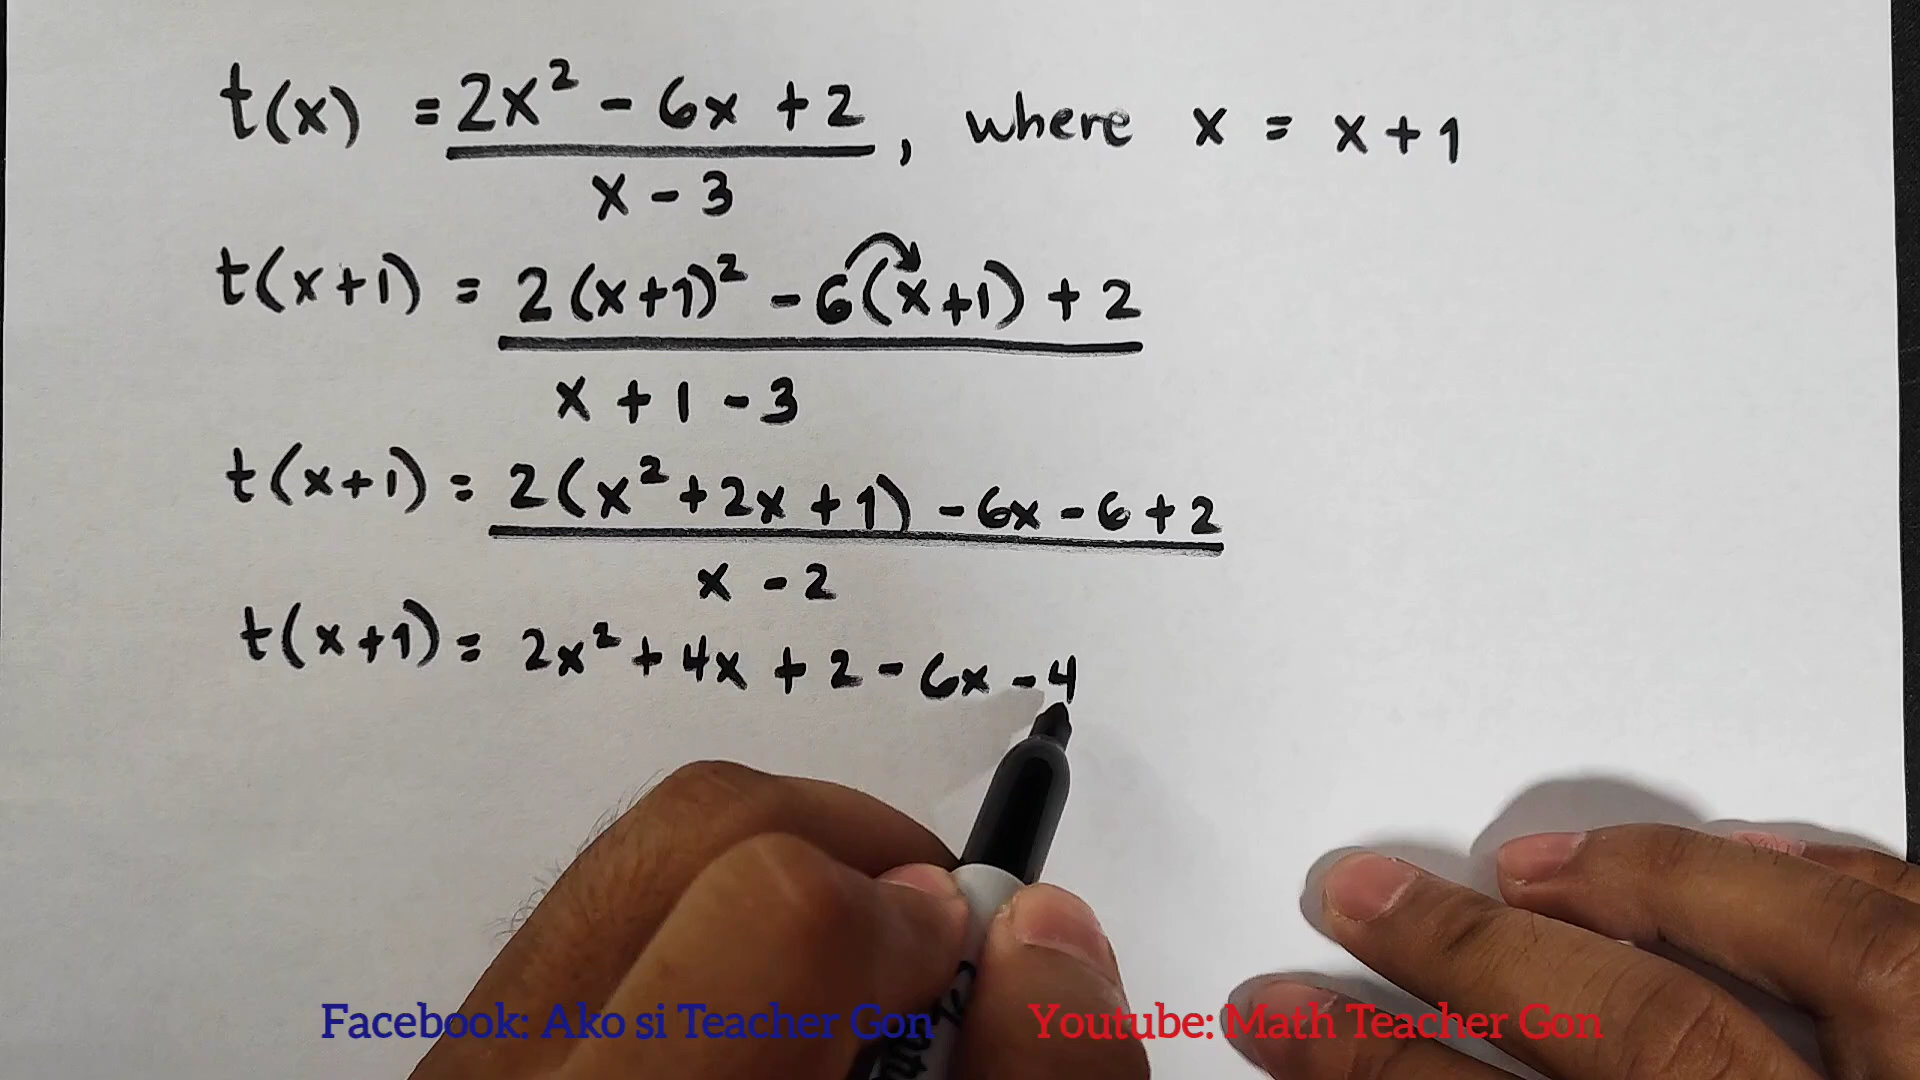 t(x) = 2x² - 6x + 2, where x = x + 1
x - 3
t(x+1) = 2(x+1)² - 6(x+1) + 2
x + 1 - 3
t(x+1) = 2(x² + 2x + 1) - 6x - 6 + 2
x - 2
t(x+1) = 2x² + 4x + 2 - 6x - 4
Facebook: Ako si Teacher Gon Youtube: Math Teacher Gon